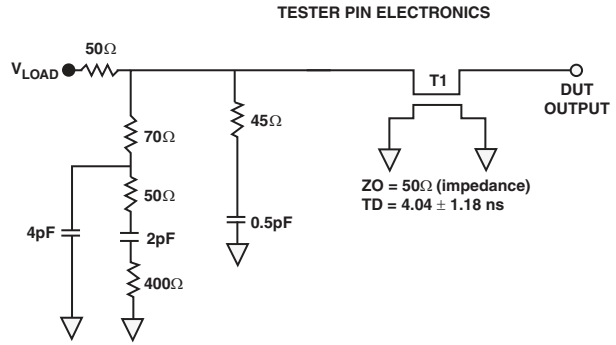 TESTER PIN ELECTRONICS
50Ω
VLOAD
T1
DUT
OUTPUT
70Ω
45Ω
50Ω
ZO = 50Ω (impedance)
TD = 4.04 ± 1.18 ns
4pF
2pF
0.5pF
400Ω